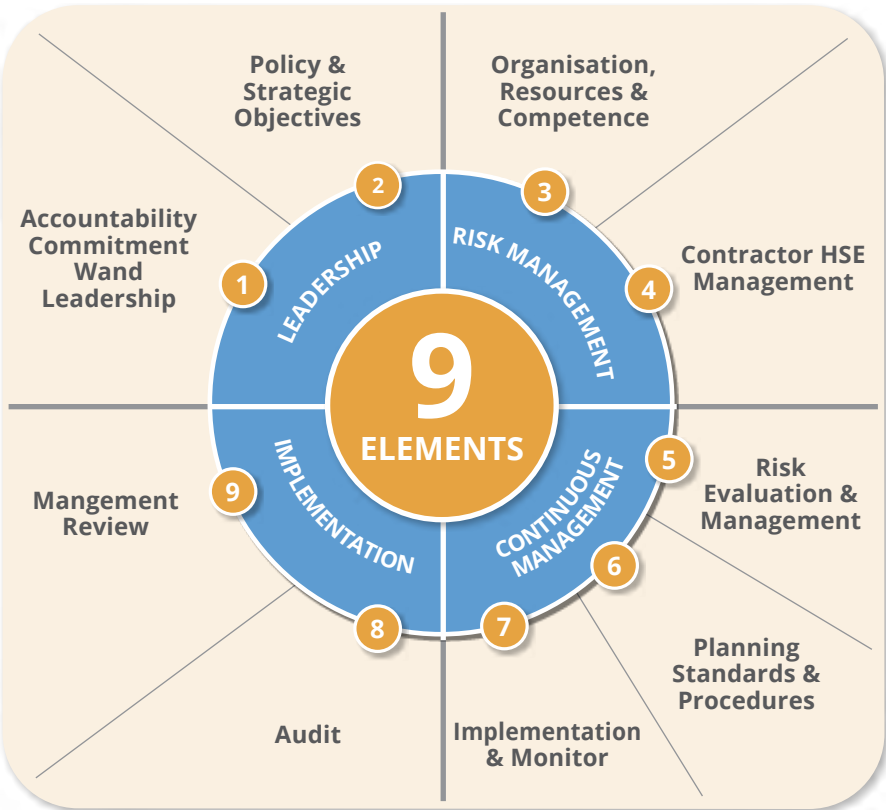 Policy &
Strategic
Objectives
Organisation,
Resources &
Competence
2
3
Accountability
Commitment
Wand
Leadership
1
LEADERSHIP
RISK MANAGEMENT
4
Contractor HSE
Management
9
ELEMENTS
Mangement
Review
9
IMPLEMENTATION
CONTINUOUS
MANAGEMENT
5
Risk
Evaluation &
Management
6
8
7
Planning
Standards &
Procedures
Audit
Implementation
& Monitor